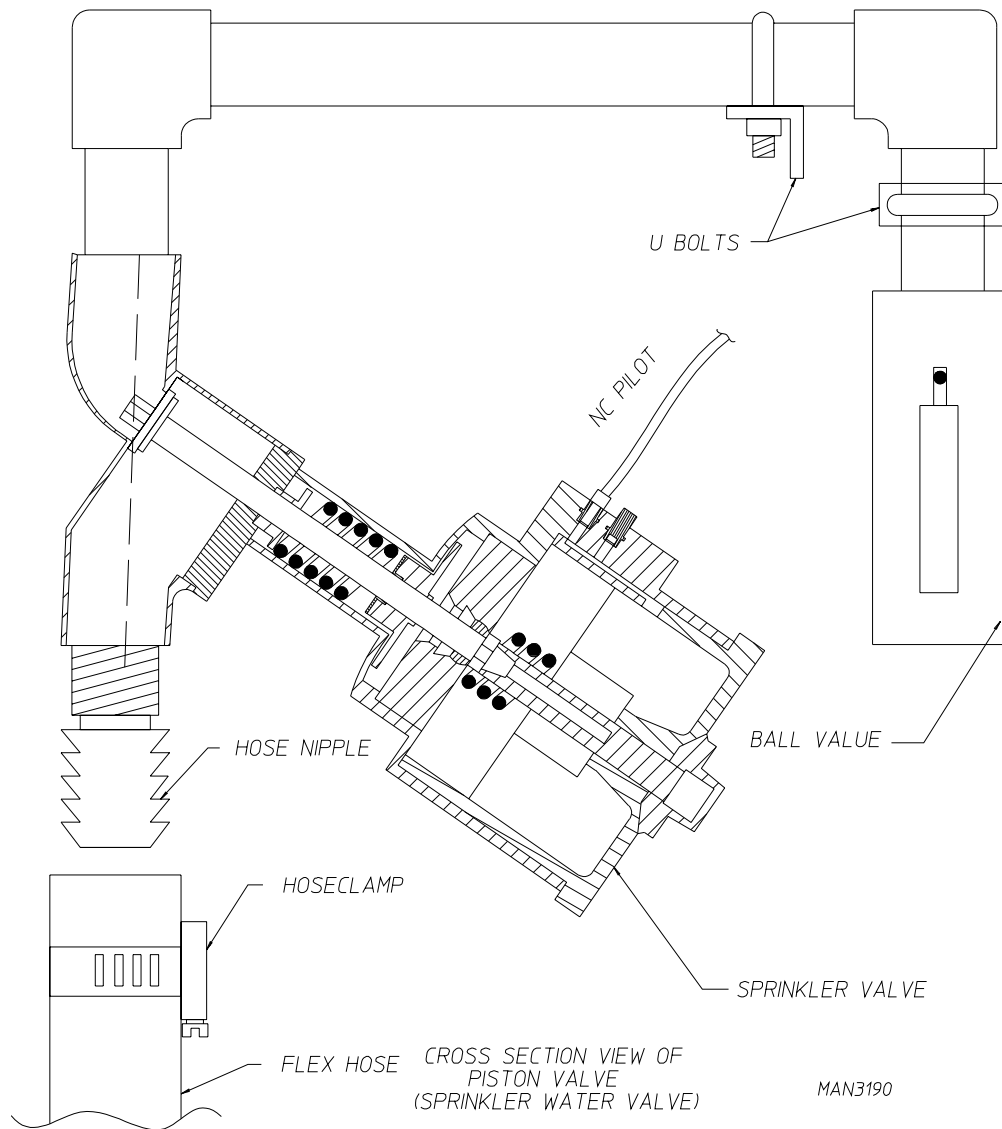 U BOLTS
NC PILOT
BALL VALUE
HOSE NIPPLE
HOSECLAMP
SPRINKLER VALVE
FLEX HOSE
CROSS SECTION VIEW OF
PISTON VALVE
(SPRINKLER WATER VALVE)
MAN3190